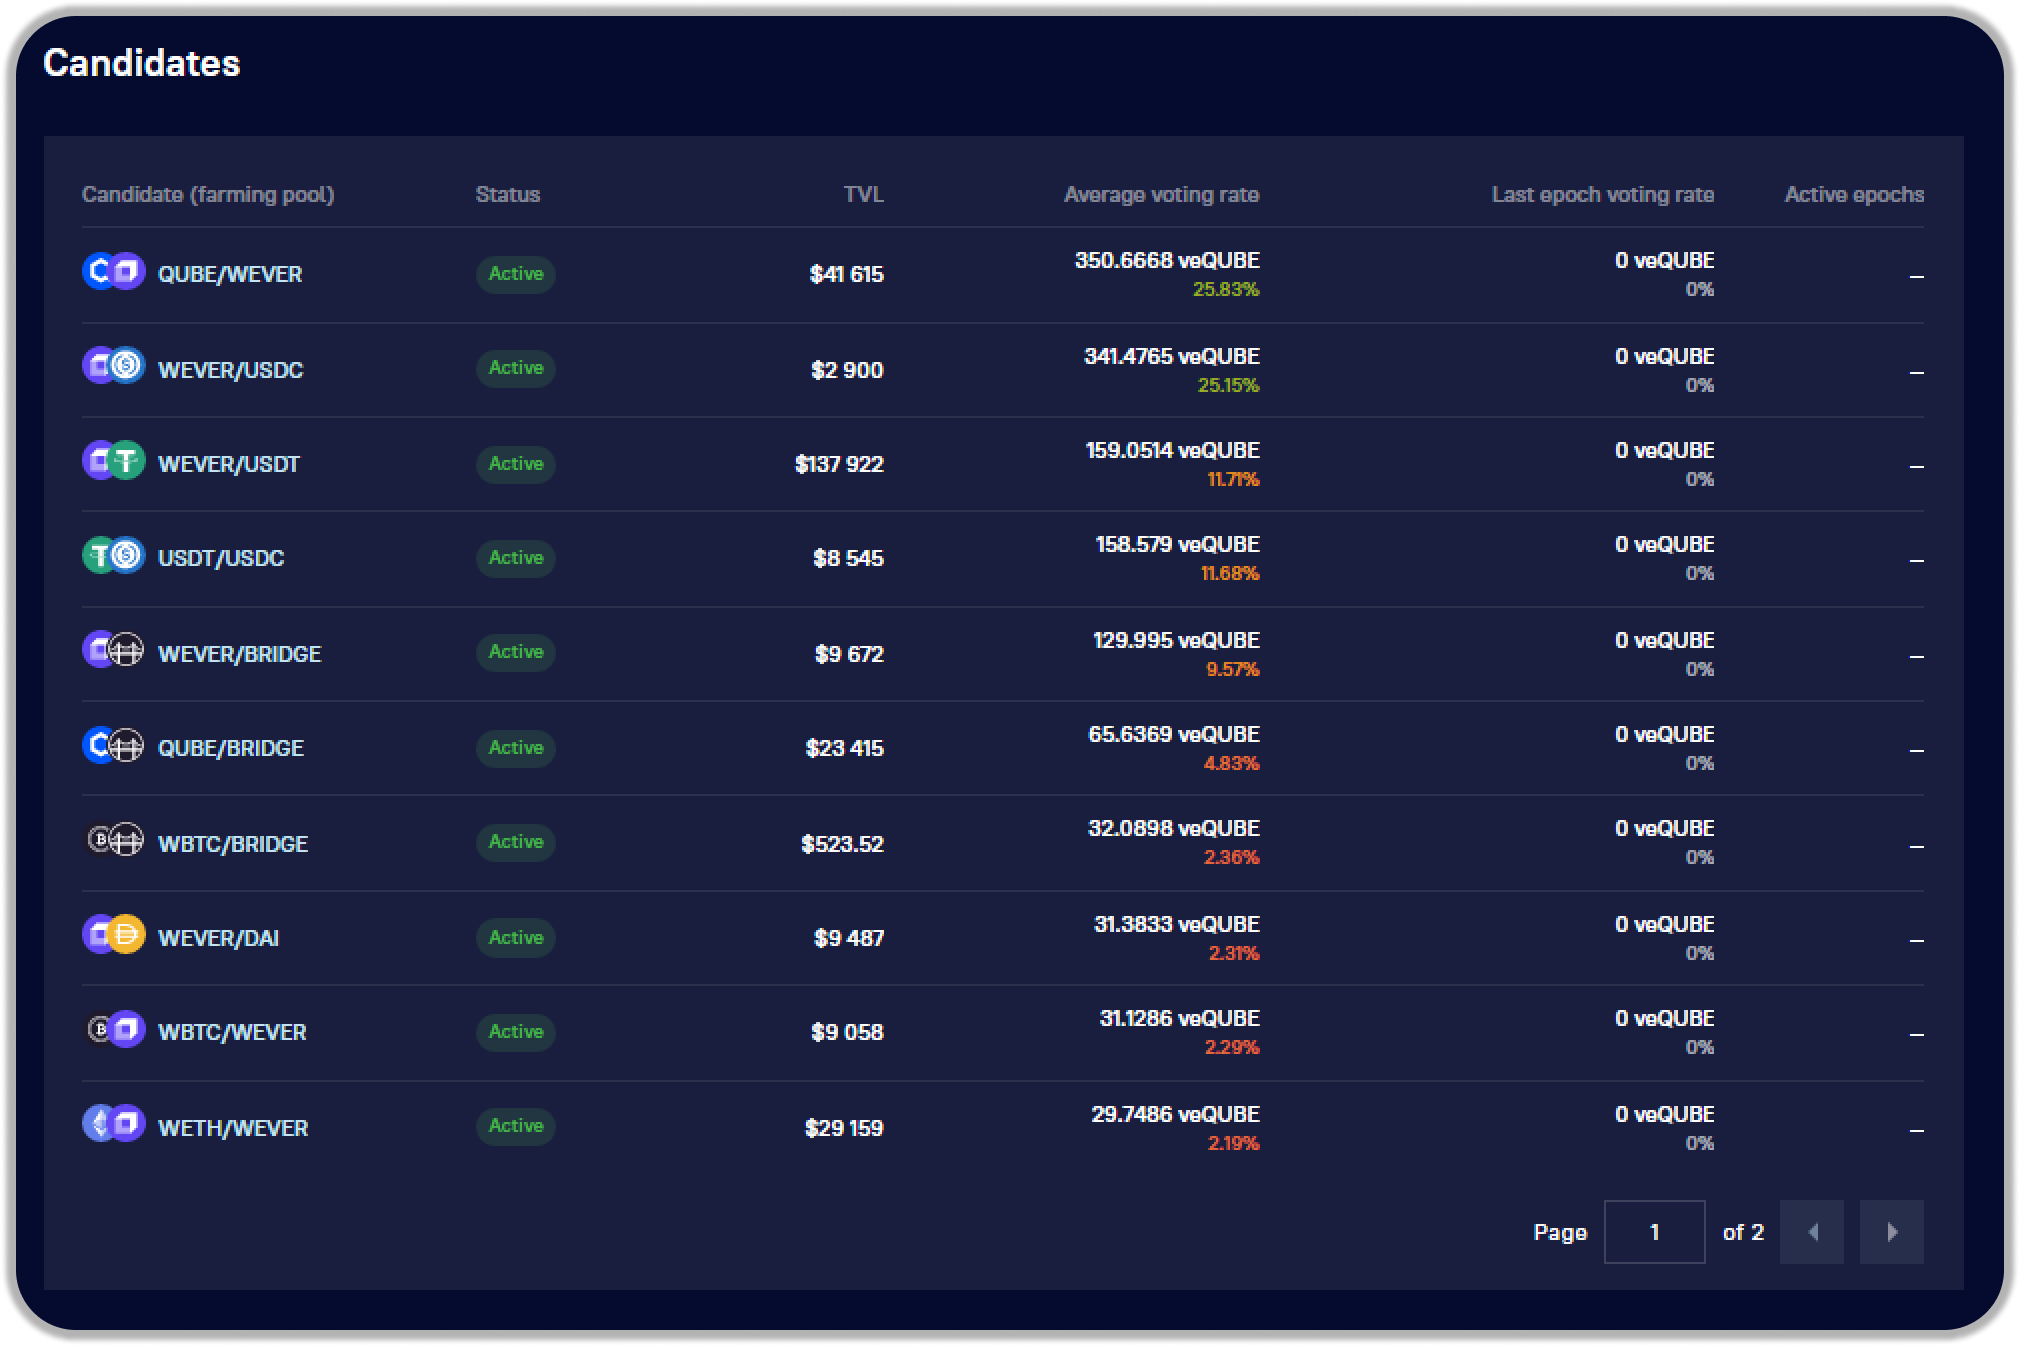 Candidates
Candidate (farming pool) Status TVL Average voting rate Last epoch voting rate Active epochs
QUBE/WEVER Active $41 615 350.6668 veQUBE 0 veQUBE –
25.83% 0%
WEVER/USDC Active $2 900 341.4765 veQUBE 0 veQUBE –
25.15% 0%
WEVER/USDT Active $137 922 159.0514 veQUBE 0 veQUBE –
11.71% 0%
USDT/USDC Active $8 545 158.579 veQUBE 0 veQUBE –
11.68% 0%
WEVER/BRIDGE Active $9 672 129.995 veQUBE 0 veQUBE –
9.57% 0%
QUBE/BRIDGE Active $23 415 65.6369 veQUBE 0 veQUBE –
4.83% 0%
WBTC/BRIDGE Active $523.52 32.0898 veQUBE 0 veQUBE –
2.36% 0%
WEVER/DAI Active $9 487 31.3833 veQUBE 0 veQUBE –
2.31% 0%
WBTC/WEVER Active $9 058 31.1286 veQUBE 0 veQUBE –
2.29% 0%
WETH/WEVER Active $29 159 29.7486 veQUBE 0 veQUBE –
2.19% 0%
Page 1 of 2